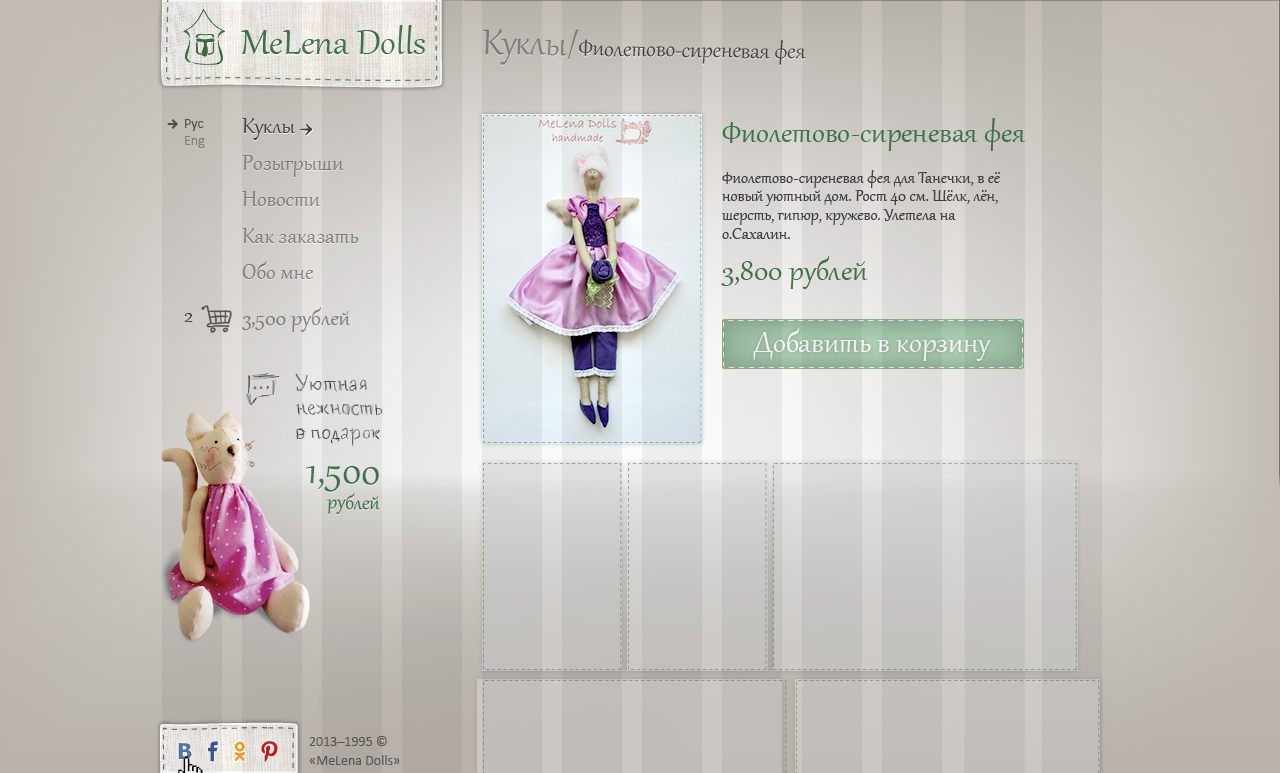 MeLena Dolls
Куклы/Фиолетово-сиреневая фея
Рус
Eng
Куклы
Розыгрыши
Новости
Как заказать
Обо мне
2
3,500 рублей
Уютная
нежность
в подарок
1,500
рублей
MeLena Dolls
handmade
Фиолетово-сиреневая фея
Фиолетово-сиреневая фея для Танечки, в её
новый уютный дом. Рост 40 см. Шёлк, лён,
шерсть, гипюр, кружево. Улетела на
о.Сахалин.
3,800 рублей
Добавить в корзину
2013–1995 ©
«MeLena Dolls»